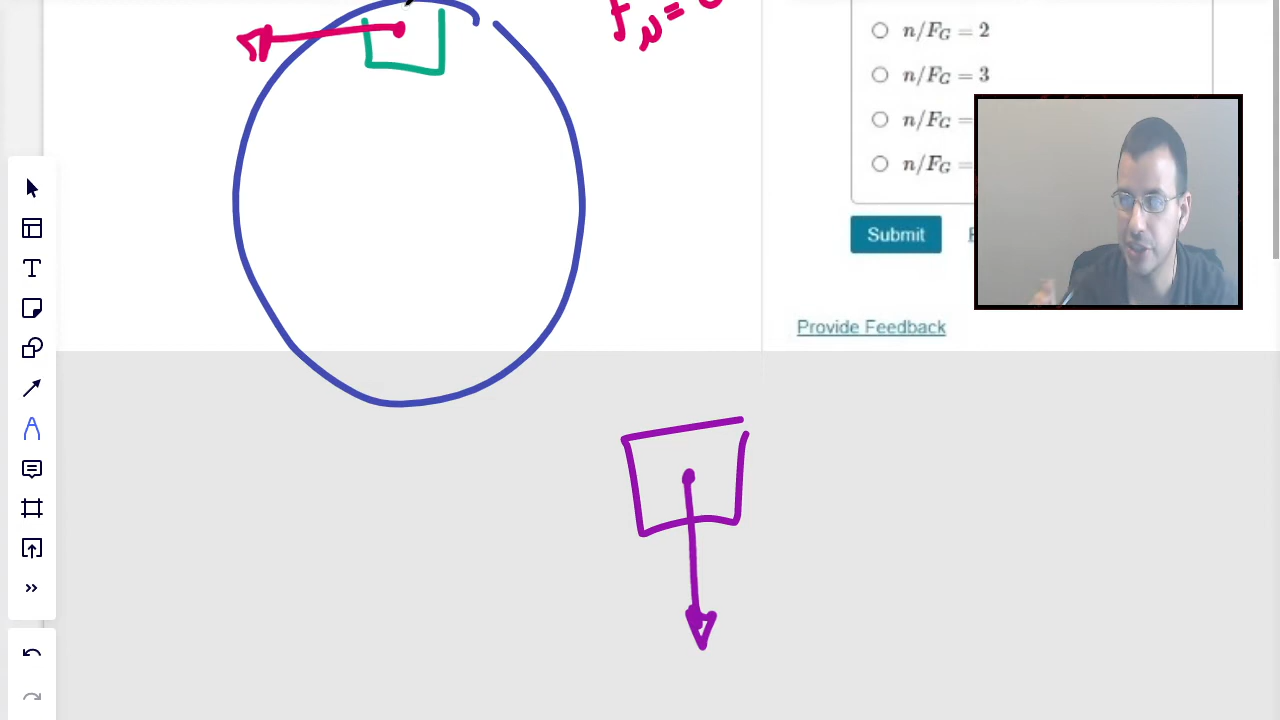 n/F_G = 2
n/F_G = 3
n/F_G =
n/F_G =
Submit
Provide Feedback